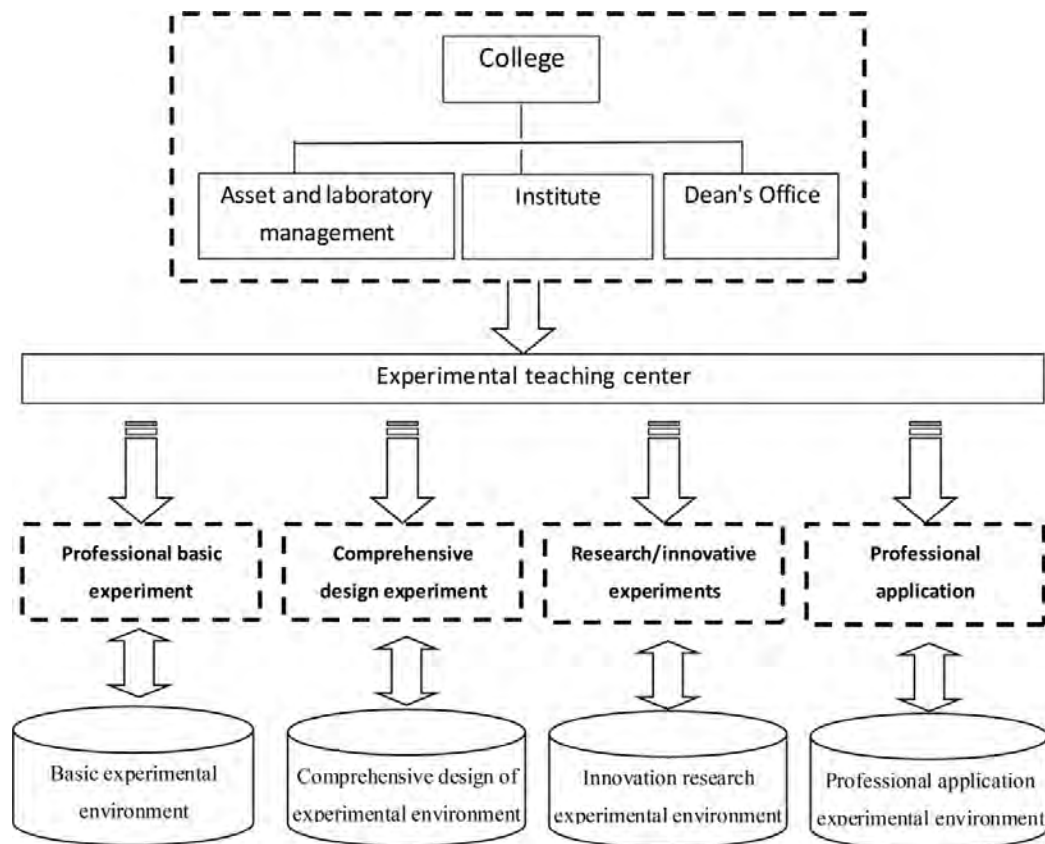 College
Asset and laboratory
management
Institute
Dean's Office
Experimental teaching center
Professional basic
experiment
Comprehensive
design experiment
Research/innovative
experiments
Professional
application
Basic experimental
environment
Comprehensive design of
experimental environment
Innovation research
experimental environment
Professional application
experimental environment